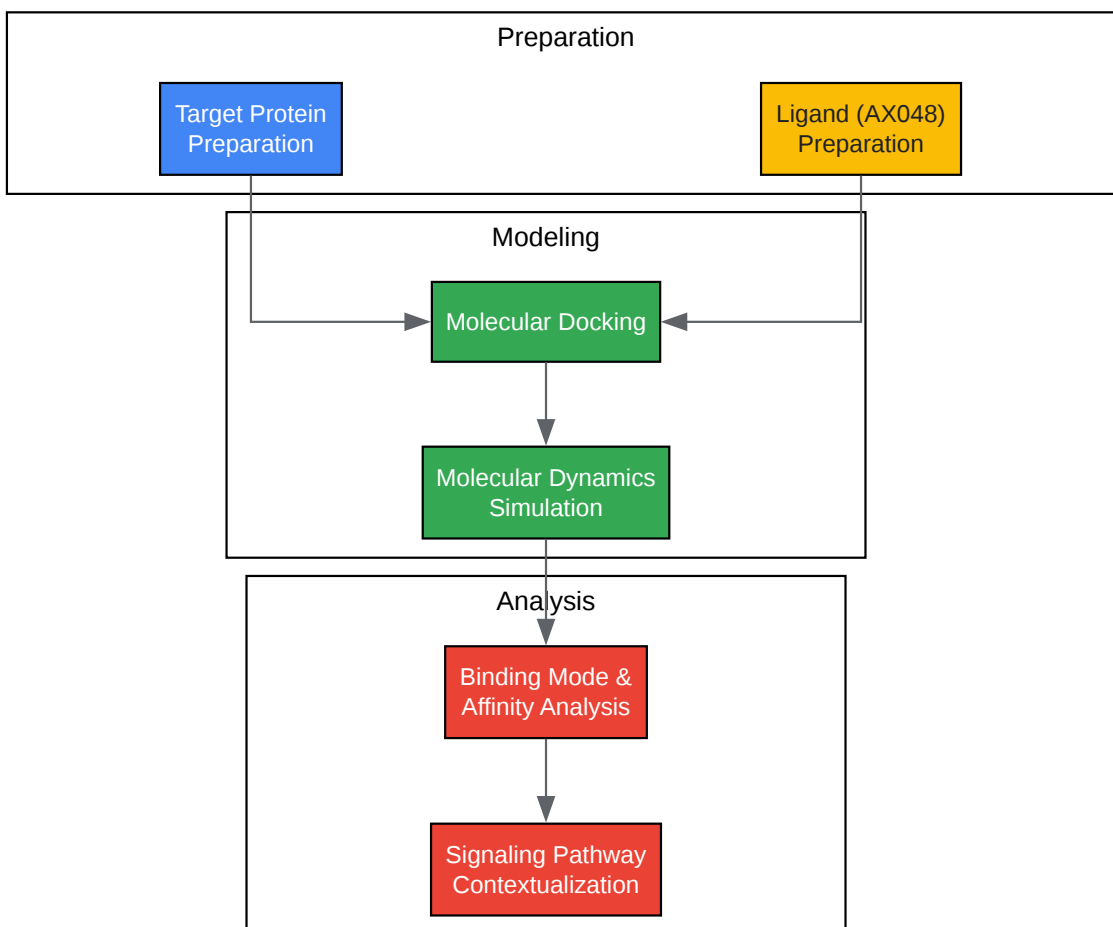 Preparation
Target Protein
Preparation
Ligand (AX048)
Preparation
Modeling
Molecular Docking
Molecular Dynamics
Simulation
Analysis
Binding Mode &
Affinity Analysis
Signaling Pathway
Contextualization